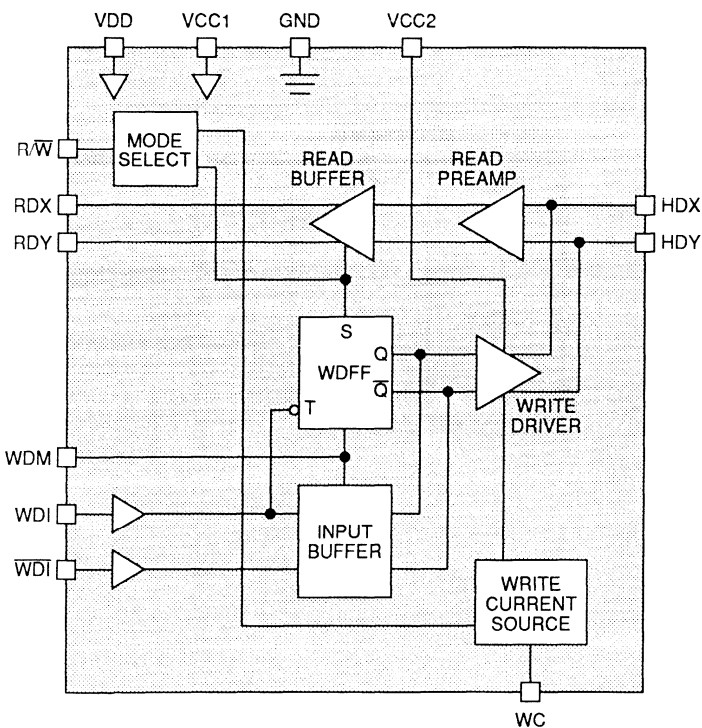 VDD
VCC1
GND
VCC2
R/W̅
MODE
SELECT
READ
BUFFER
READ
PREAMP
RDX
HDX
RDY
HDY
S
Q
WDFF
Q̅
T
WRITE
DRIVER
WDM
WDI
INPUT
BUFFER
W̅D̅I̅
WRITE
CURRENT
SOURCE
WC